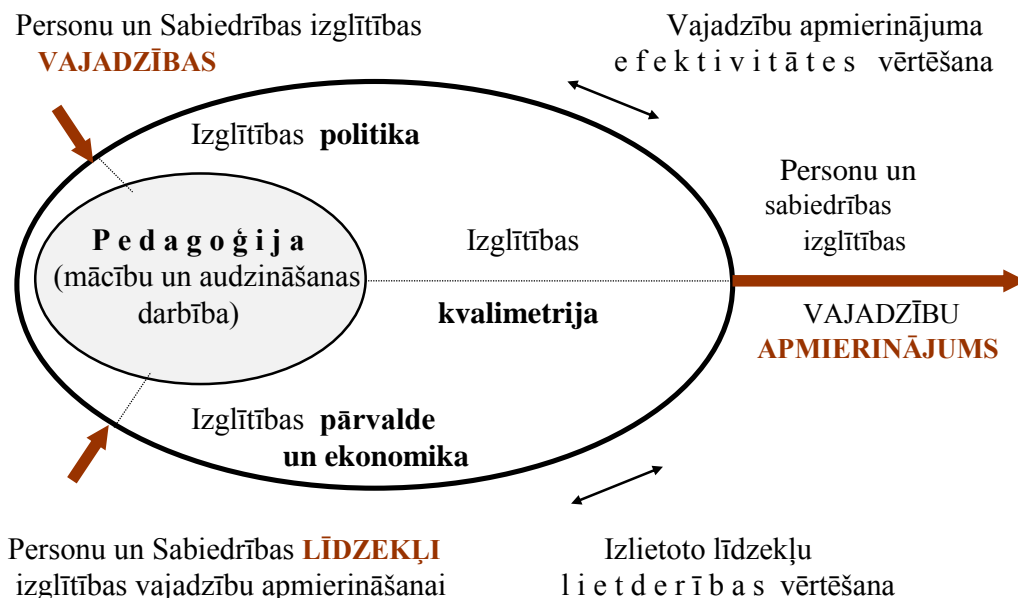 Personu un Sabiedrības izglītības
VAJADZĪBAS
Vajadzību apmierinājuma
e f e k t i v i t ā t e s vērtēšana
Izglītības politika
P e d a g o ģ i j a
(mācību un audzināšanas
darbība)
Izglītības
kvalimetrija
Personu un
sabiedrības
izglītības
VAJADZĪBU
APMIERINĀJUMS
Izglītības pārvalde
un ekonomika
Personu un Sabiedrības LĪDZEKĻI
izglītības vajadzību apmierināšanai
Izlietoto līdzekļu
l i e t d e r ī b a s vērtēšana